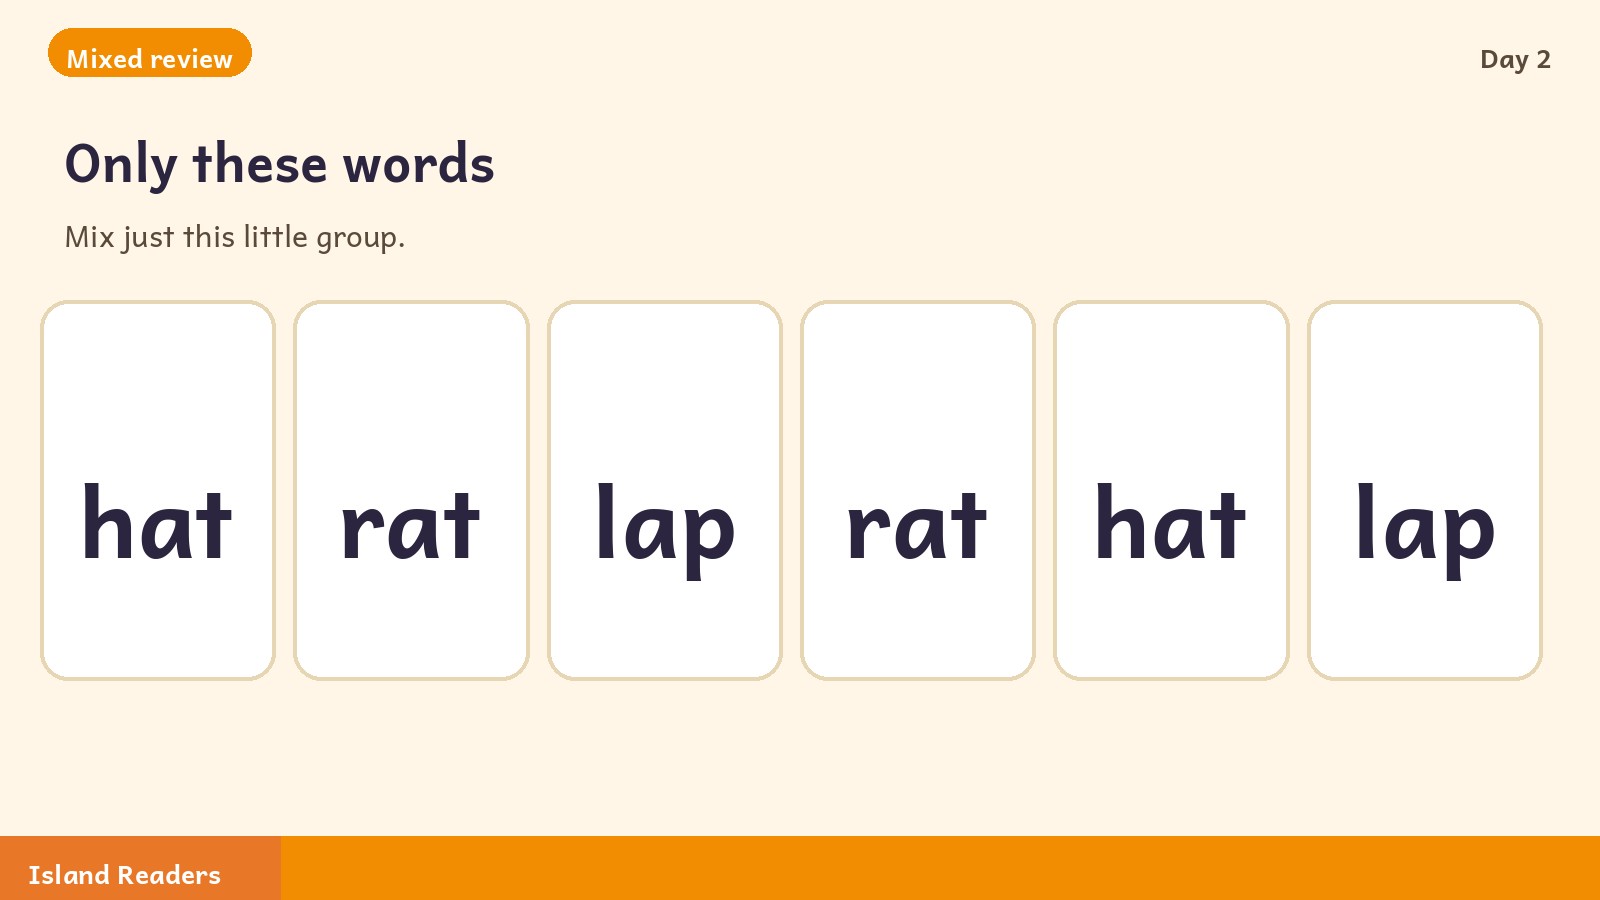 Mixed review
Day 2
Only these words
Mix just this little group.
hat rat lap rat hat lap
Island Readers